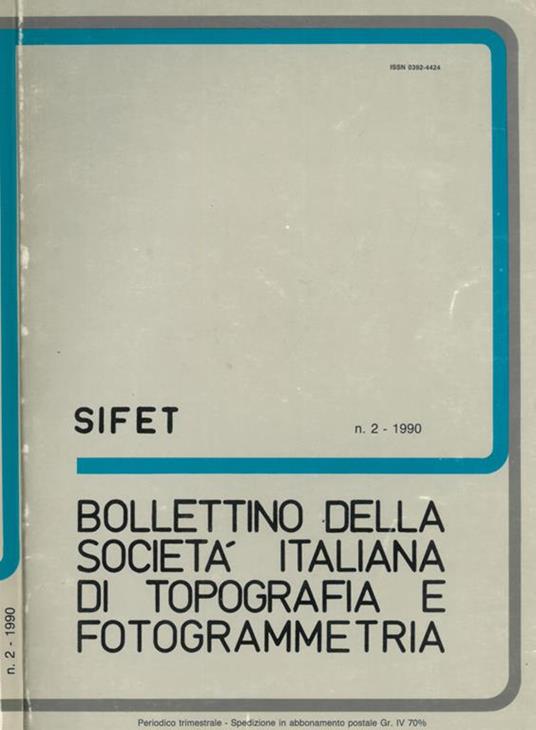 ISSN 0392-4424
SIFET
n. 2 - 1990
BOLLETTINO DELLA
SOCIETA´ ITALIANA
DI TOPOGRAFIA E
FOTOGRAMMETRIA
n. 2 - 1990
Periodico trimestrale - Spedizione in abbonamento postale Gr. IV 70%